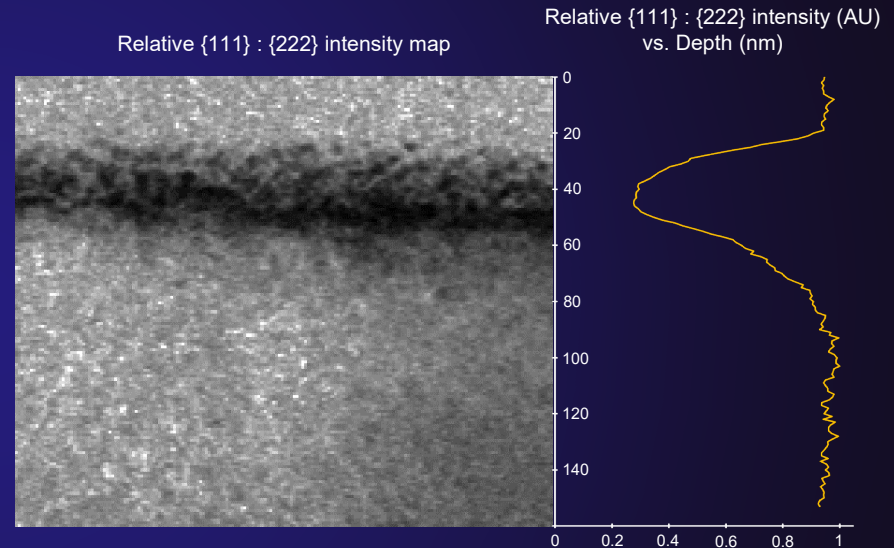 Relative {111} : {222} intensity map
Relative {111} : {222} intensity (AU)
vs. Depth (nm)
0
20
40
60
80
100
120
140
0 0.2 0.4 0.6 0.8 1